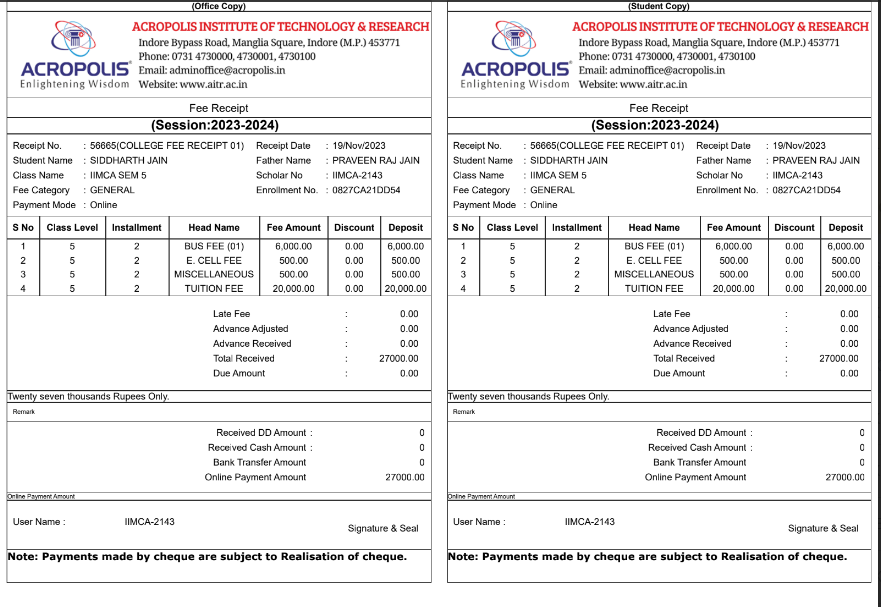 (Office Copy)
ACROPOLIS INSTITUTE OF TECHNOLOGY & RESEARCH
Indore Bypass Road, Manglia Square, Indore (M.P.) 453771
Phone: 0731 4730000, 4730001, 4730100
Email: adminoffice@acropolis.in
Website: www.aitr.ac.in
ACROPOLIS
Enlightening Wisdom
Fee Receipt
(Session:2023-2024)
Receipt No. : 56665(COLLEGE FEE RECEIPT 01) Receipt Date : 19/Nov/2023
Student Name : SIDDHARTH JAIN Father Name : PRAVEEN RAJ JAIN
Class Name : IIMCA SEM 5 Scholar No : IIMCA-2143
Fee Category : GENERAL Enrollment No. : 0827CA21DD54
Payment Mode : Online
S No Class Level Installment Head Name Fee Amount Discount Deposit
1 5 2 BUS FEE (01) 6,000.00 0.00 6,000.00
2 5 2 E. CELL FEE 500.00 0.00 500.00
3 5 2 MISCELLANEOUS 500.00 0.00 500.00
4 5 2 TUITION FEE 20,000.00 0.00 20,000.00
Late Fee : 0.00
Advance Adjusted : 0.00
Advance Received : 0.00
Total Received : 27000.00
Due Amount : 0.00
Twenty seven thousands Rupees Only.
Remark
Received DD Amount : 0
Received Cash Amount : 0
Bank Transfer Amount 0
Online Payment Amount 27000.00
Online Payment Amount
User Name : IIMCA-2143
Signature & Seal
Note: Payments made by cheque are subject to Realisation of cheque.
(Student Copy)
ACROPOLIS INSTITUTE OF TECHNOLOGY & RESEARCH
Indore Bypass Road, Manglia Square, Indore (M.P.) 453771
Phone: 0731 4730000, 4730001, 4730100
Email: adminoffice@acropolis.in
Website: www.aitr.ac.in
ACROPOLIS
Enlightening Wisdom
Fee Receipt
(Session:2023-2024)
Receipt No. : 56665(COLLEGE FEE RECEIPT 01) Receipt Date : 19/Nov/2023
Student Name : SIDDHARTH JAIN Father Name : PRAVEEN RAJ JAIN
Class Name : IIMCA SEM 5 Scholar No : IIMCA-2143
Fee Category : GENERAL Enrollment No. : 0827CA21DD54
Payment Mode : Online
S No Class Level Installment Head Name Fee Amount Discount Deposit
1 5 2 BUS FEE (01) 6,000.00 0.00 6,000.00
2 5 2 E. CELL FEE 500.00 0.00 500.00
3 5 2 MISCELLANEOUS 500.00 0.00 500.00
4 5 2 TUITION FEE 20,000.00 0.00 20,000.00
Late Fee : 0.00
Advance Adjusted : 0.00
Advance Received : 0.00
Total Received : 27000.00
Due Amount : 0.00
Twenty seven thousands Rupees Only.
Remark
Received DD Amount : 0
Received Cash Amount : 0
Bank Transfer Amount 0
Online Payment Amount 27000.00
Online Payment Amount
User Name : IIMCA-2143
Signature & Seal
Note: Payments made by cheque are subject to Realisation of cheque.